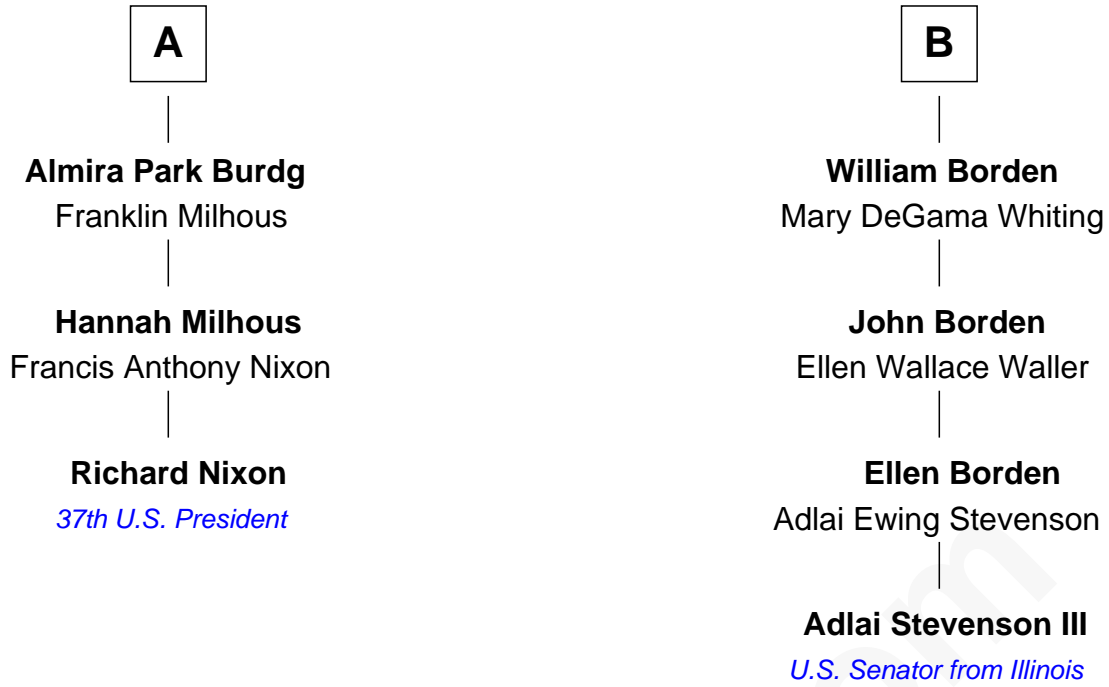 A
Almira Park Burdg
Franklin Milhous
Hannah Milhous
Francis Anthony Nixon
Richard Nixon
37th U.S. President
B
William Borden
Mary DeGama Whiting
John Borden
Ellen Wallace Waller
Ellen Borden
Adlai Ewing Stevenson
Adlai Stevenson III
U.S. Senator from Illinois